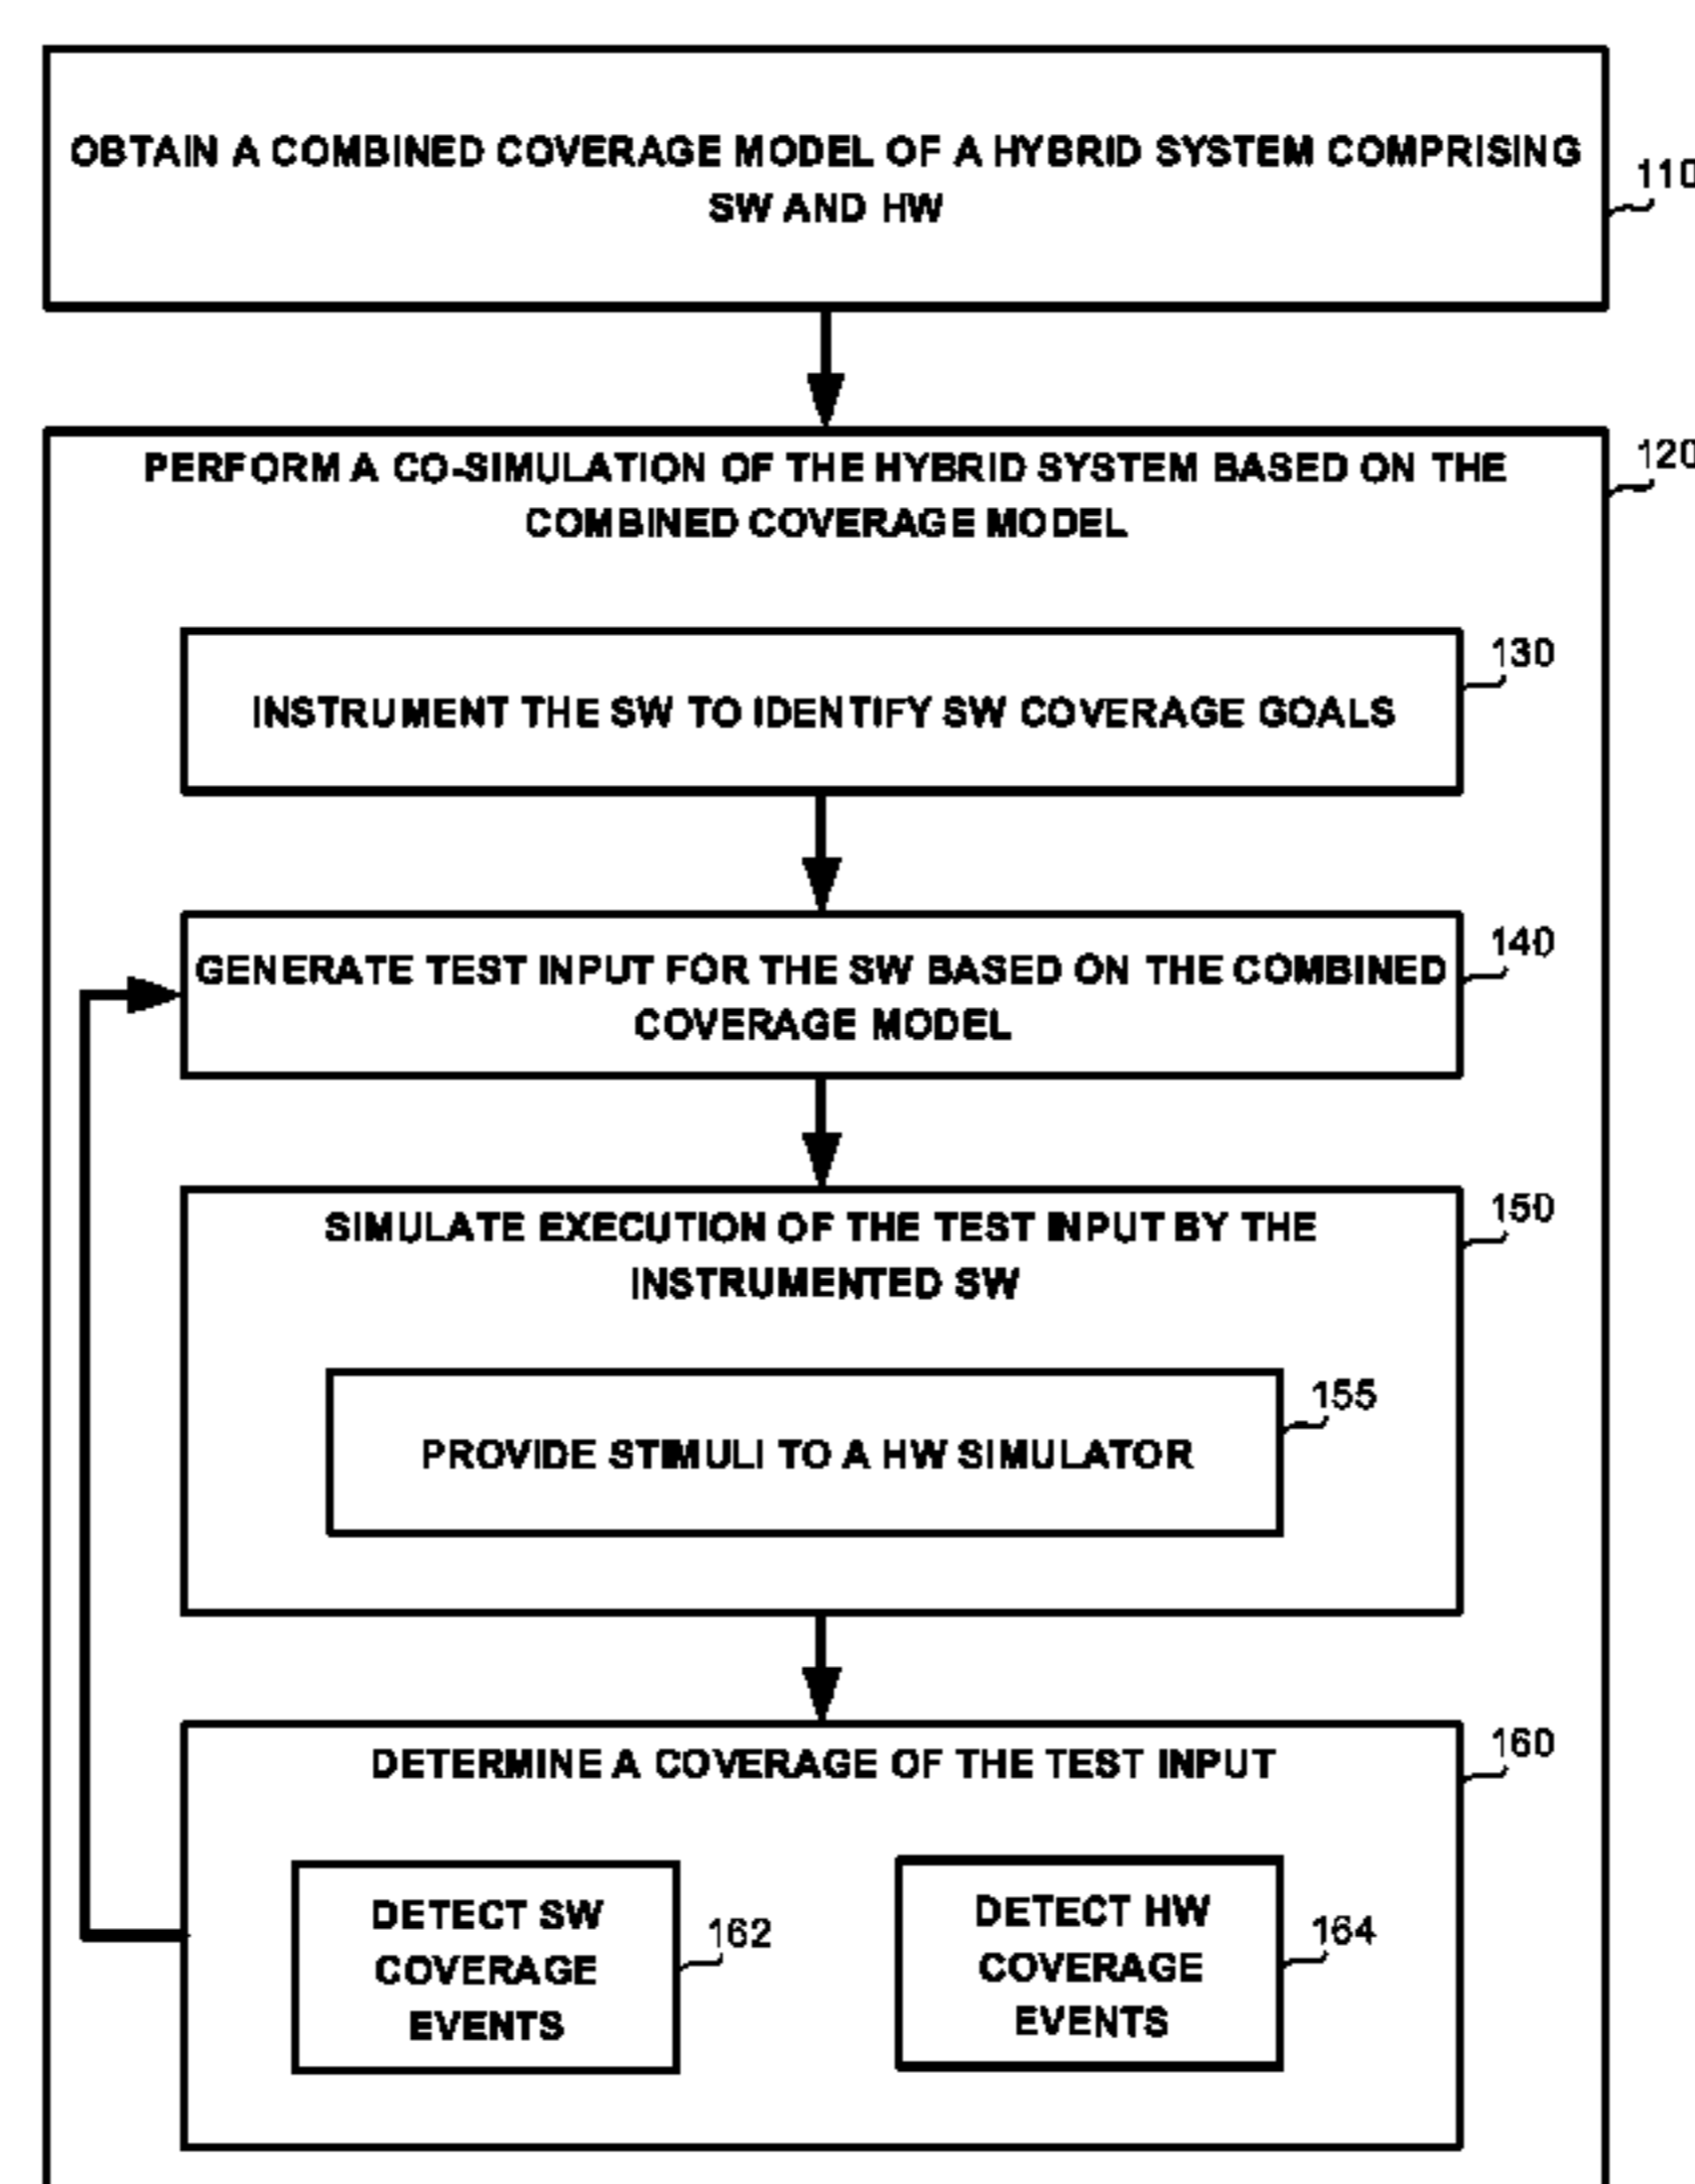 OBTAIN A COMBINED COVERAGE MODEL OF A HYBRID SYSTEM COMPRISING
SW AND HW
110
PERFORM A CO-SIMULATION OF THE HYBRID SYSTEM BASED ON THE
COMBINED COVERAGE MODEL
120
INSTRUMENT THE SW TO IDENTIFY SW COVERAGE GOALS
130
GENERATE TEST INPUT FOR THE SW BASED ON THE COMBINED
COVERAGE MODEL
140
SIMULATE EXECUTION OF THE TEST INPUT BY THE
INSTRUMENTED SW
150
PROVIDE STIMULI TO A HW SIMULATOR
155
DETERMINE A COVERAGE OF THE TEST INPUT
160
DETECT SW
COVERAGE
EVENTS
162
DETECT HW
COVERAGE
EVENTS
164